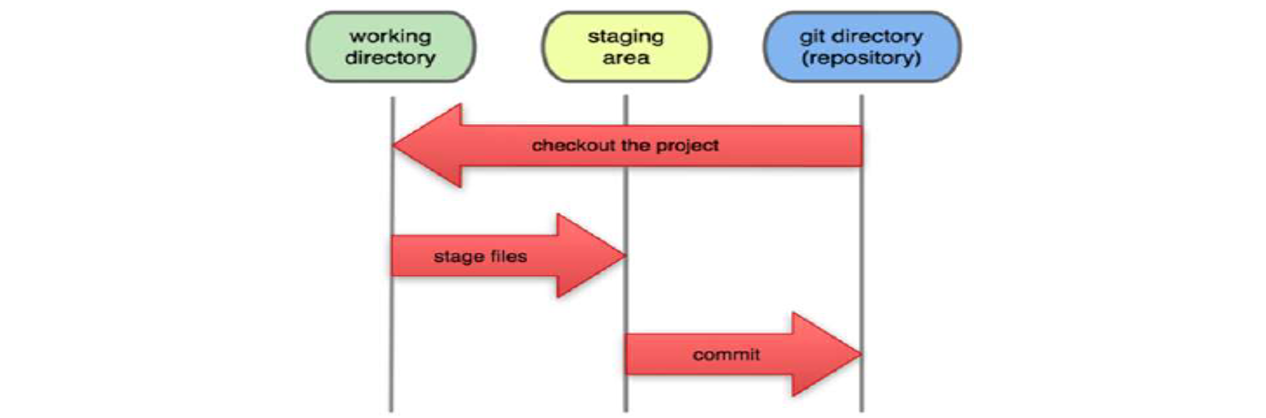 working
directory
staging
area
git directory
(repository)
checkout the project
stage files
commit